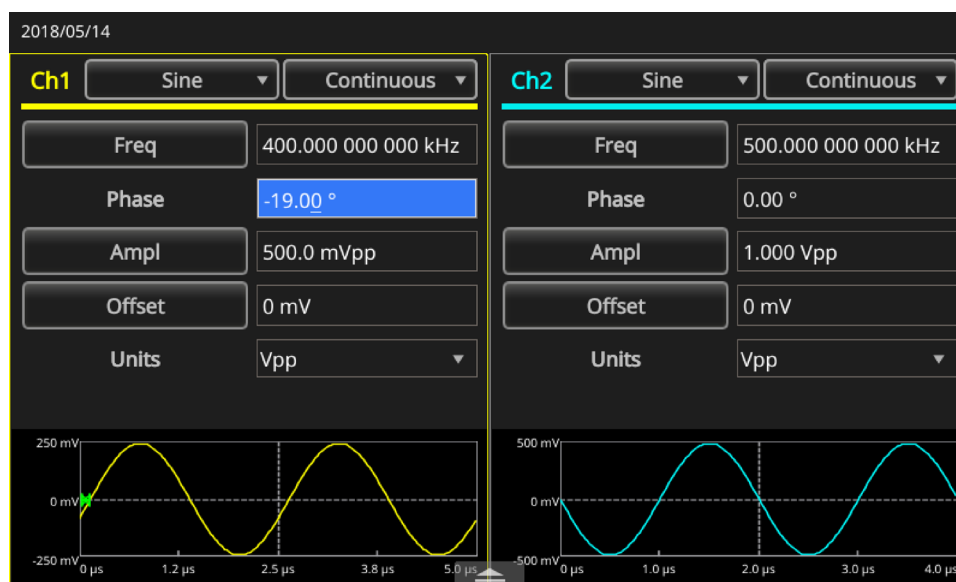 2018/05/14
Ch1 Sine Continuous
Freq 400.000 000 000 kHz
Phase -19.00 °
Ampl 500.0 mVpp
Offset 0 mV
Units Vpp
250 mV
0 mV
-250 mV
0 µs 1.2 µs 2.5 µs 3.8 µs 5.0 µs
Ch2 Sine Continuous
Freq 500.000 000 000 kHz
Phase 0.00 °
Ampl 1.000 Vpp
Offset 0 mV
Units Vpp
500 mV
0 mV
-500 mV
0 µs 1.0 µs 2.0 µs 3.0 µs 4.0 µs